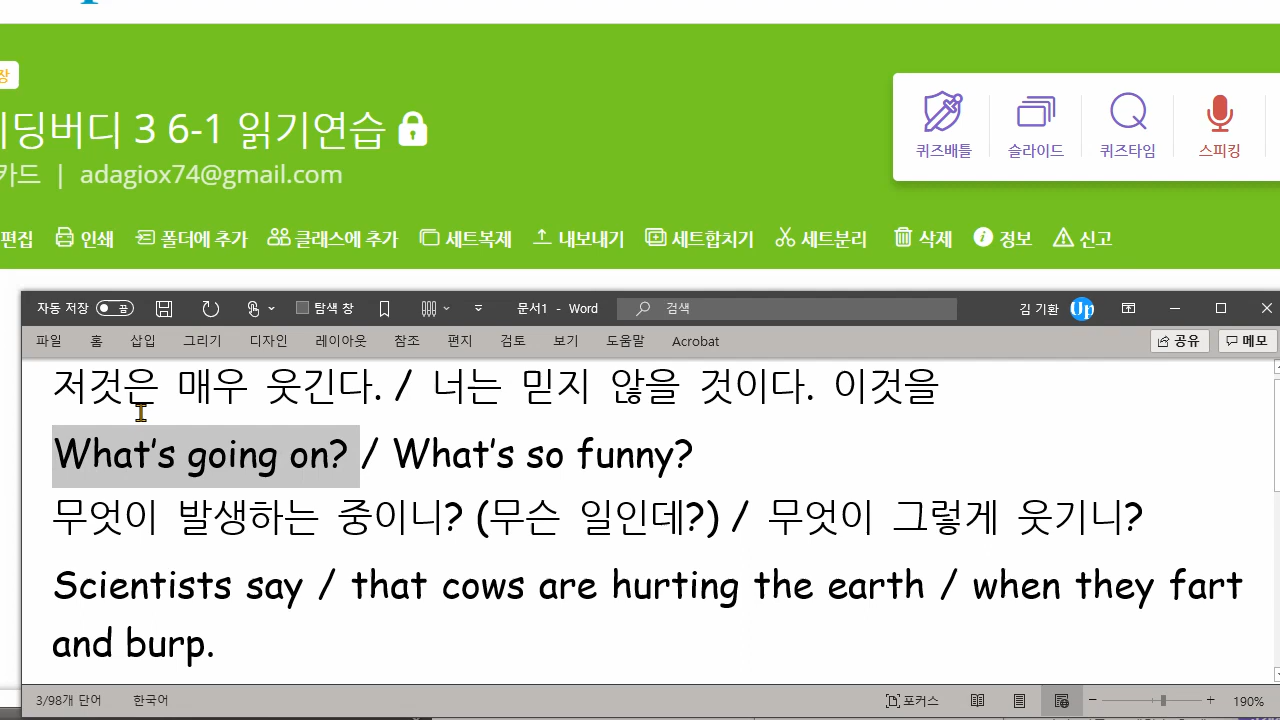 장
딩버디 3 6-1 읽기연습
카드 | adagiox74@gmail.com
퀴즈배틀 슬라이드 퀴즈타임 스피킹
편집 인쇄 폴더에 추가 클래스에 추가 세트복제 내보내기 세트합치기 세트분리 삭제 정보 신고
자동 저장 끔 탐색 창 문서1 - Word 검색 김 기환 Up
파일 홈 삽입 그리기 디자인 레이아웃 참조 편지 검토 보기 도움말 Acrobat 공유 메모
저것은 매우 웃긴다. / 너는 믿지 않을 것이다. 이것을
What's going on? / What's so funny?
무엇이 발생하는 중이니? (무슨 일인데?) / 무엇이 그렇게 웃기니?
Scientists say / that cows are hurting the earth / when they fart
and burp.
3/98개 단어 한국어 포커스 190%